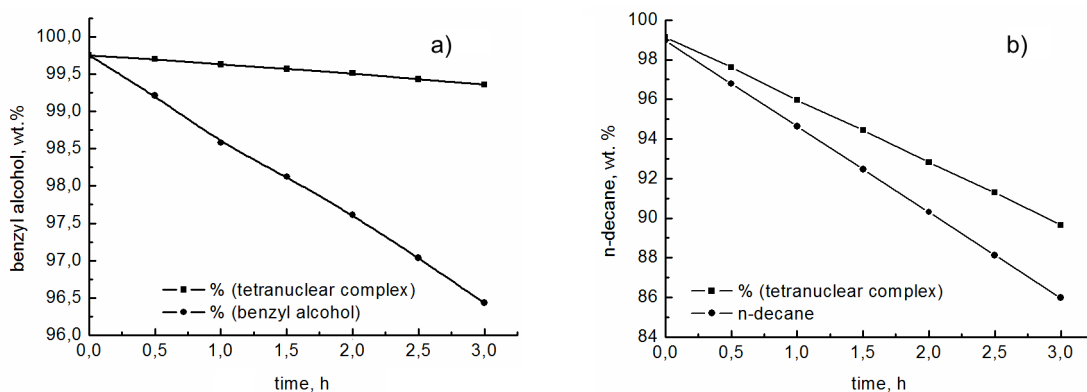 a)
benzyl alcohol, wt.%
100,0
99,5
99,0
98,5
98,0
97,5
97,0
96,5
96,0
% (tetranuclear complex)
% (benzyl alcohol)
0,0 0,5 1,0 1,5 2,0 2,5 3,0
time, h
b)
n-decane, wt. %
100
98
96
94
92
90
88
86
84
% (tetranuclear complex)
n-decane
0,0 0,5 1,0 1,5 2,0 2,5 3,0
time, h